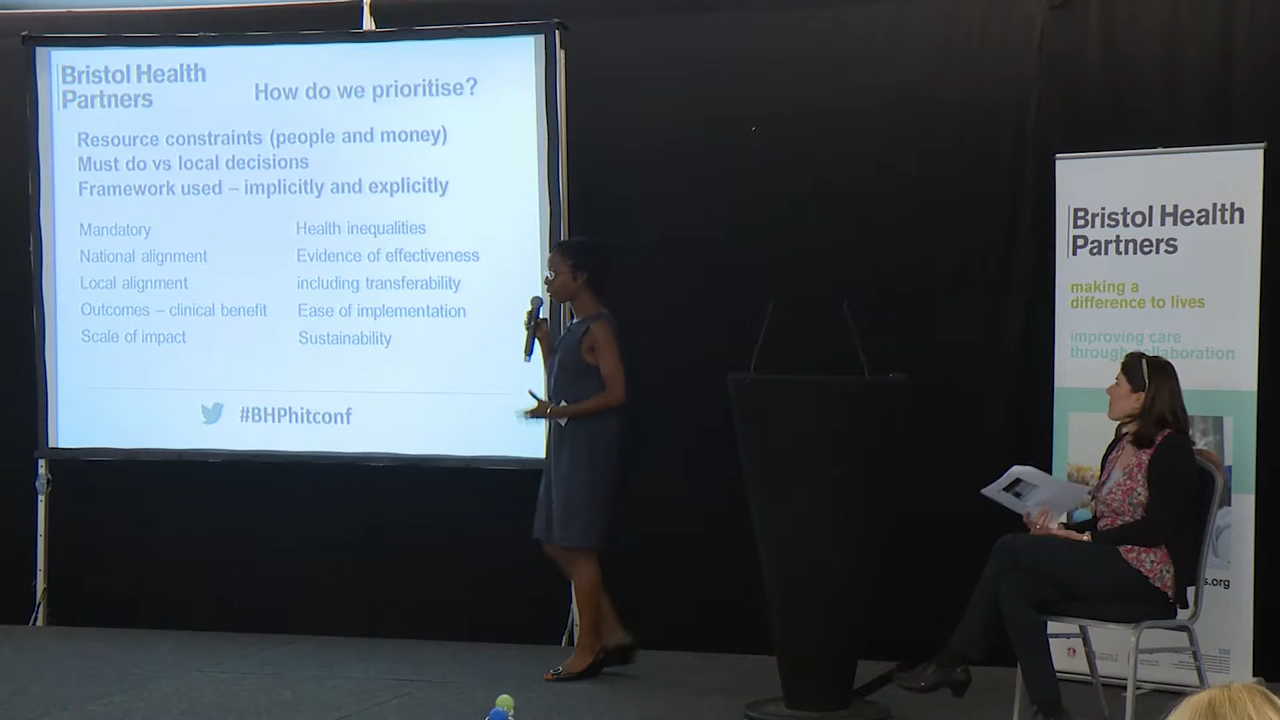 Bristol Health
Partners
How do we prioritise?
Resource constraints (people and money)
Must do vs local decisions
Framework used – implicitly and explicitly
Mandatory
National alignment
Local alignment
Outcomes – clinical benefit
Scale of impact
Health inequalities
Evidence of effectiveness
including transferability
Ease of implementation
Sustainability
#BHPhitconf
Bristol Health
Partners
making a
difference to lives
improving care
through collaboration
s.org